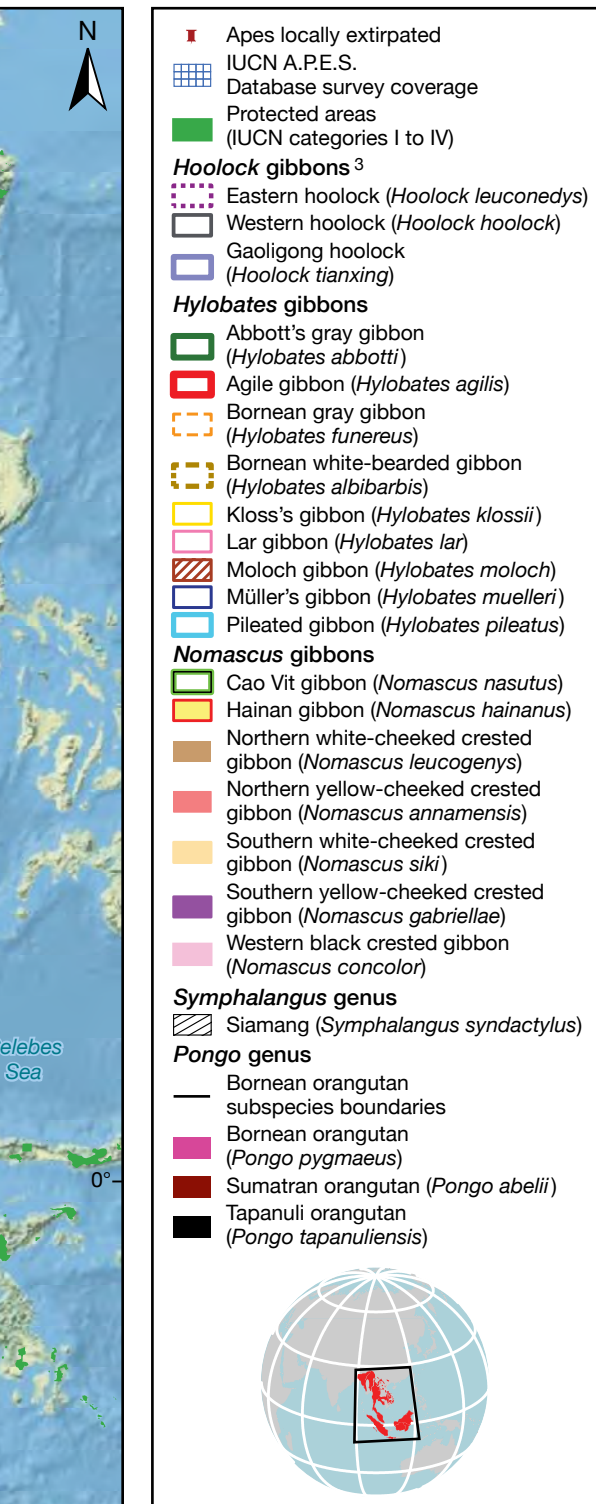 N
elebes
Sea
0°
Apes locally extirpated
IUCN A.P.E.S.
Database survey coverage
Protected areas
(IUCN categories I to IV)
Hoolock gibbons 3
Eastern hoolock (Hoolock leuconedys)
Western hoolock (Hoolock hoolock)
Gaoligong hoolock
(Hoolock tianxing)
Hylobates gibbons
Abbott's gray gibbon
(Hylobates abbotti)
Agile gibbon (Hylobates agilis)
Bornean gray gibbon
(Hylobates funereus)
Bornean white-bearded gibbon
(Hylobates albibarbis)
Kloss's gibbon (Hylobates klossii)
Lar gibbon (Hylobates lar)
Moloch gibbon (Hylobates moloch)
Müller's gibbon (Hylobates muelleri)
Pileated gibbon (Hylobates pileatus)
Nomascus gibbons
Cao Vit gibbon (Nomascus nasutus)
Hainan gibbon (Nomascus hainanus)
Northern white-cheeked crested
gibbon (Nomascus leucogenys)
Northern yellow-cheeked crested
gibbon (Nomascus annamensis)
Southern white-cheeked crested
gibbon (Nomascus siki)
Southern yellow-cheeked crested
gibbon (Nomascus gabriellae)
Western black crested gibbon
(Nomascus concolor)
Symphalangus genus
Siamang (Symphalangus syndactylus)
Pongo genus
Bornean orangutan
subspecies boundaries
Bornean orangutan
(Pongo pygmaeus)
Sumatran orangutan (Pongo abelii)
Tapanuli orangutan
(Pongo tapanuliensis)